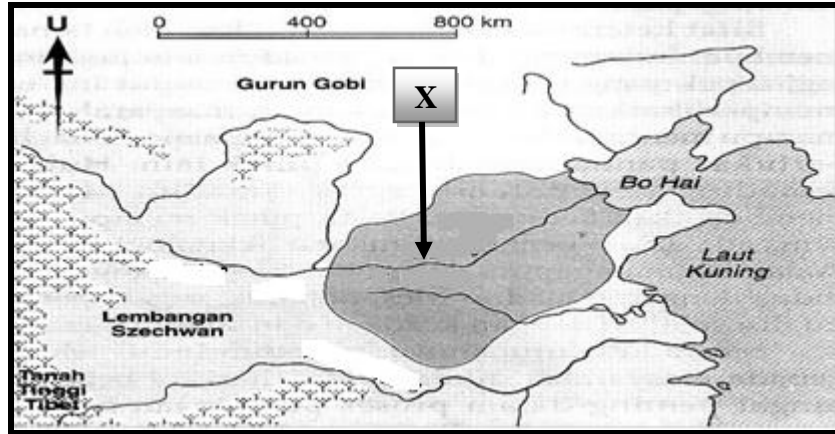 U
0 400 800 km
Gurun Gobi
X
Bo Hai
Laut
Kuning
Lembangan
Szechwan
Tanah
Tinggi
Tibet